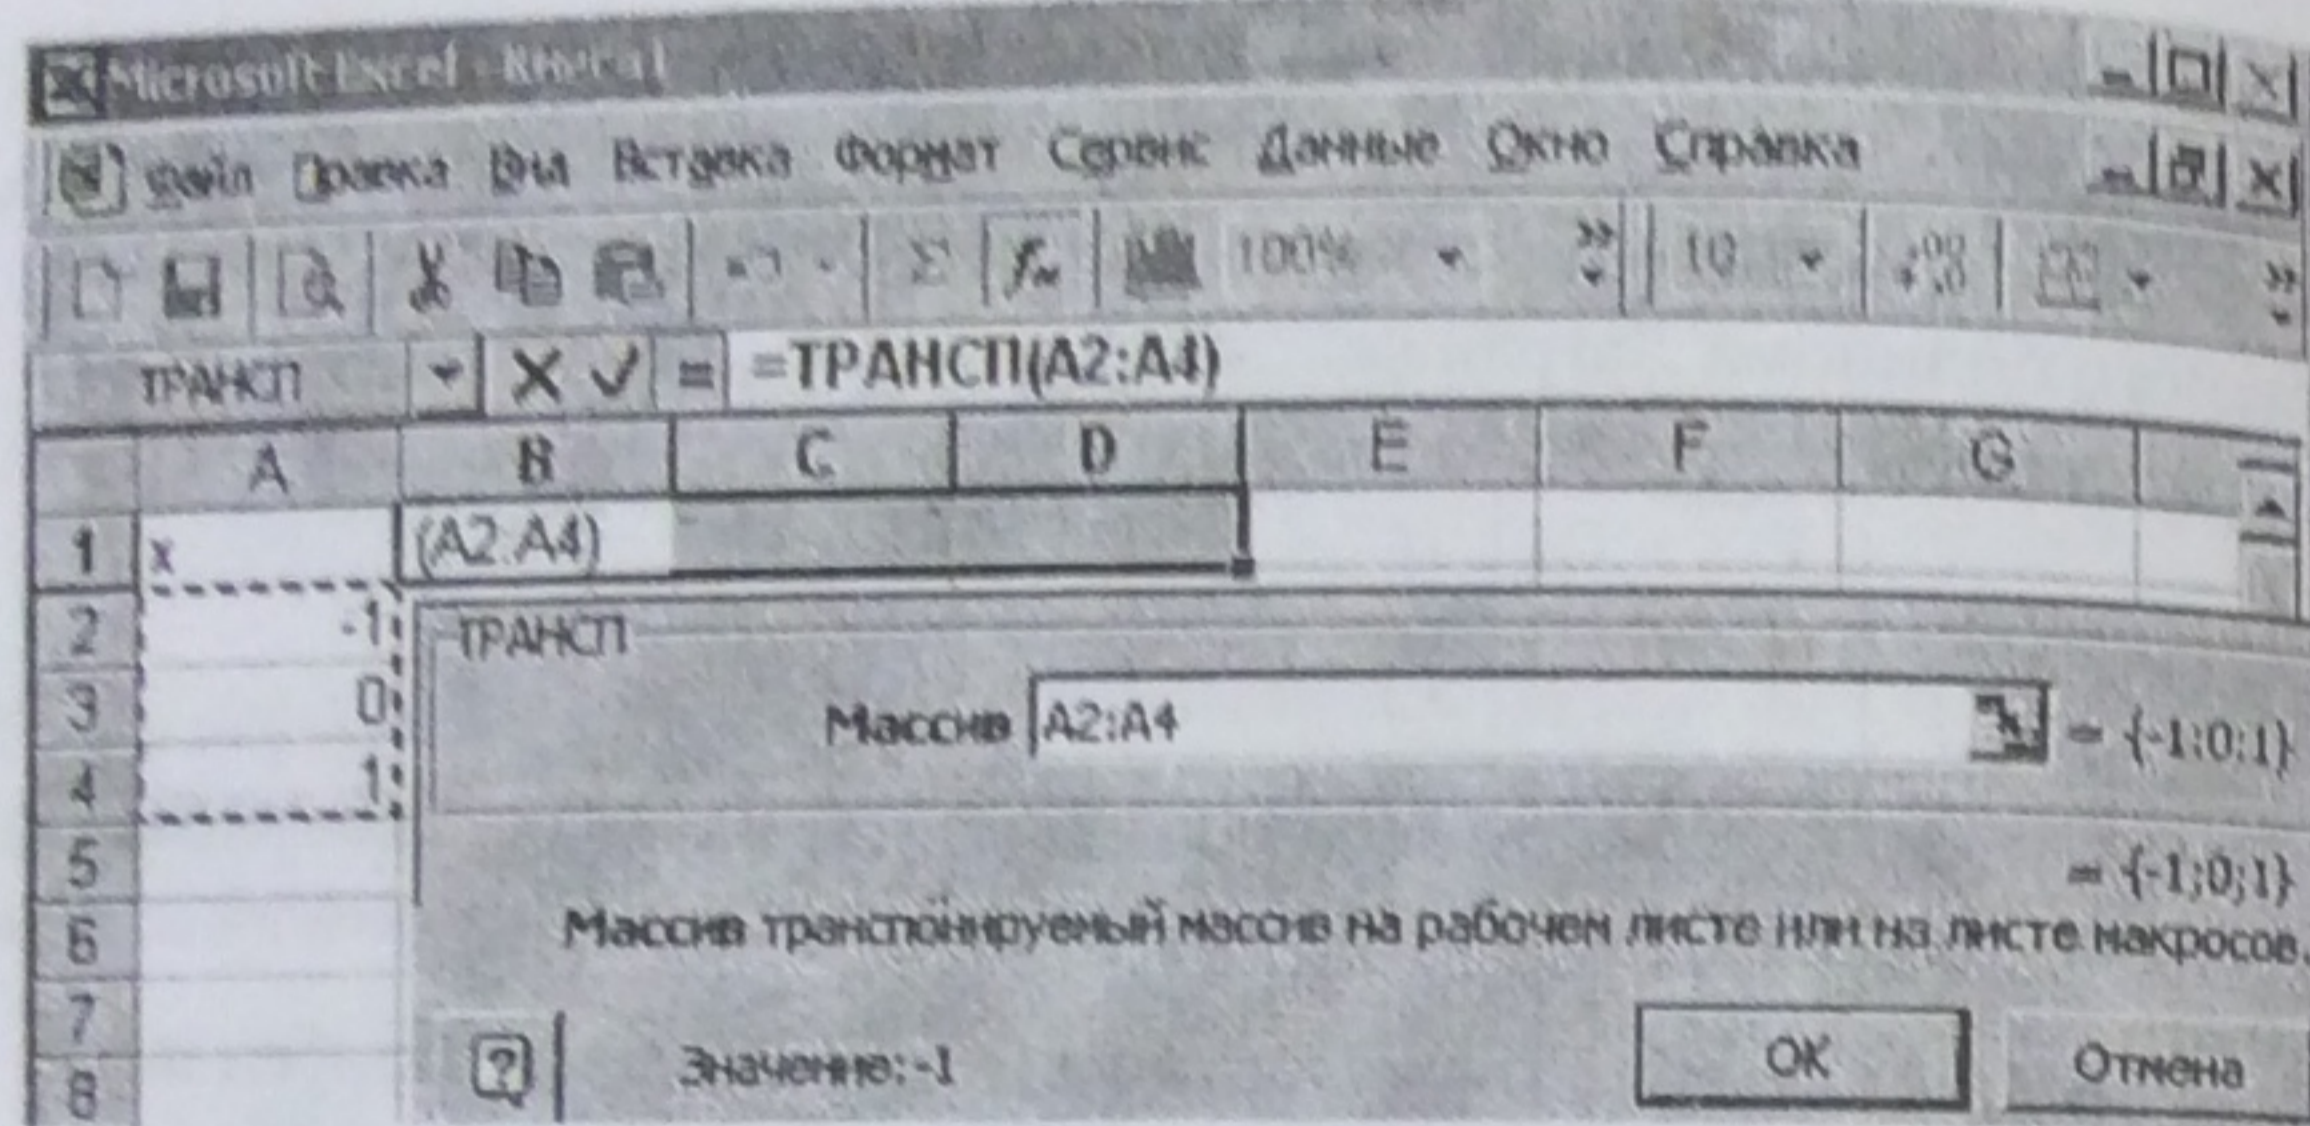 Microsoft Excel - Книга1
Файл Правка Вид Вставка Формат Сервис Данные Окно Справка
100% 10
ТРАНСП =ТРАНСП(A2:A4)
A B C D E F G
1 x (A2:A4)
2 -1 ТРАНСП
3 0 Массив A2:A4 = {-1:0:1}
4 1
5 = {-1;0;1}
6 Массив транспонируемый массив на рабочем листе или на листе макросов.
7
8 Значение:-1 OK Отмена